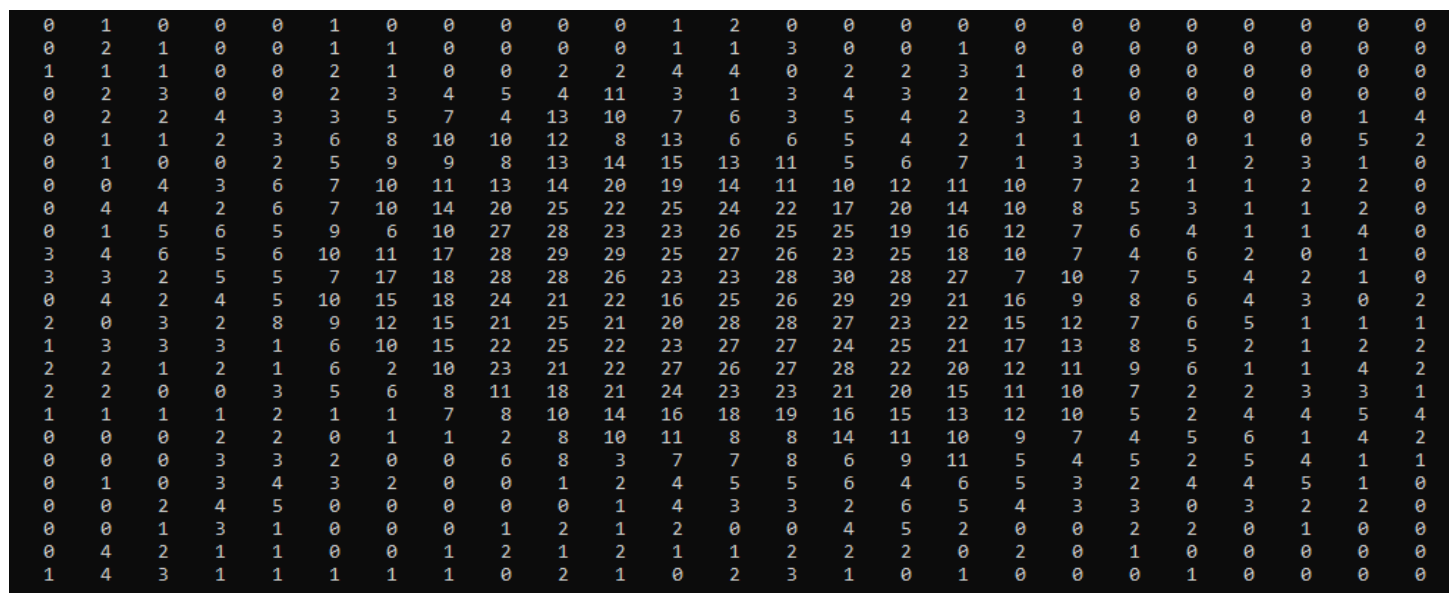 0 1 0 0 0 1 0 0 0 0 0 1 2 0 0 0 0 0 0 0 0 0 0 0 0
0 2 1 0 0 1 1 0 0 0 0 1 1 3 0 0 1 0 0 0 0 0 0 0 0
1 1 1 0 0 2 1 0 0 2 2 4 4 0 2 2 3 1 0 0 0 0 0 0 0
0 2 3 0 0 2 3 4 5 4 11 3 1 3 4 3 2 1 1 0 0 0 0 0 0
0 2 2 4 3 3 5 7 4 13 10 7 6 3 5 4 2 3 1 0 0 0 0 1 4
0 1 1 2 3 6 8 10 10 12 8 13 6 6 5 4 2 1 1 1 0 1 0 5 2
0 1 0 0 2 5 9 9 8 13 14 15 13 11 5 6 7 1 3 3 1 2 3 1 0
0 0 4 3 6 7 10 11 13 14 20 19 14 11 10 12 11 10 7 2 1 1 2 2 0
0 4 4 2 6 7 10 14 20 25 22 25 24 22 17 20 14 10 8 5 3 1 1 2 0
0 1 5 6 5 9 6 10 27 28 23 23 26 25 25 19 16 12 7 6 4 1 1 4 0
3 4 6 5 6 10 11 17 28 29 29 25 27 26 23 25 18 10 7 4 6 2 0 1 0
3 3 2 5 5 7 17 18 28 28 26 23 23 28 30 28 27 7 10 7 5 4 2 1 0
0 4 2 4 5 10 15 18 24 21 22 16 25 26 29 29 21 16 9 8 6 4 3 0 2
2 0 3 2 8 9 12 15 21 25 21 20 28 28 27 23 22 15 12 7 6 5 1 1 1
1 3 3 3 1 6 10 15 22 25 22 23 27 27 24 25 21 17 13 8 5 2 1 2 2
2 2 1 2 1 6 2 10 23 21 22 27 26 27 28 22 20 12 11 9 6 1 1 4 2
2 2 0 0 3 5 6 8 11 18 21 24 23 23 21 20 15 11 10 7 2 2 3 3 1
1 1 1 1 2 1 1 7 8 10 14 16 18 19 16 15 13 12 10 5 2 4 4 5 4
0 0 0 2 2 0 1 1 2 8 10 11 8 8 14 11 10 9 7 4 5 6 1 4 2
0 0 0 3 3 2 0 0 6 8 3 7 7 8 6 9 11 5 4 5 2 5 4 1 1
0 1 0 3 4 3 2 0 0 1 2 4 5 5 6 4 6 5 3 2 4 4 5 1 0
0 0 2 4 5 0 0 0 0 0 1 4 3 3 2 6 5 4 3 3 0 3 2 2 0
0 0 1 3 1 0 0 0 1 2 1 2 0 0 4 5 2 0 0 2 2 0 1 0 0
0 4 2 1 1 0 0 1 2 1 2 1 1 2 2 2 0 2 0 1 0 0 0 0 0
1 4 3 1 1 1 1 1 0 2 1 0 2 3 1 0 1 0 0 0 1 0 0 0 0